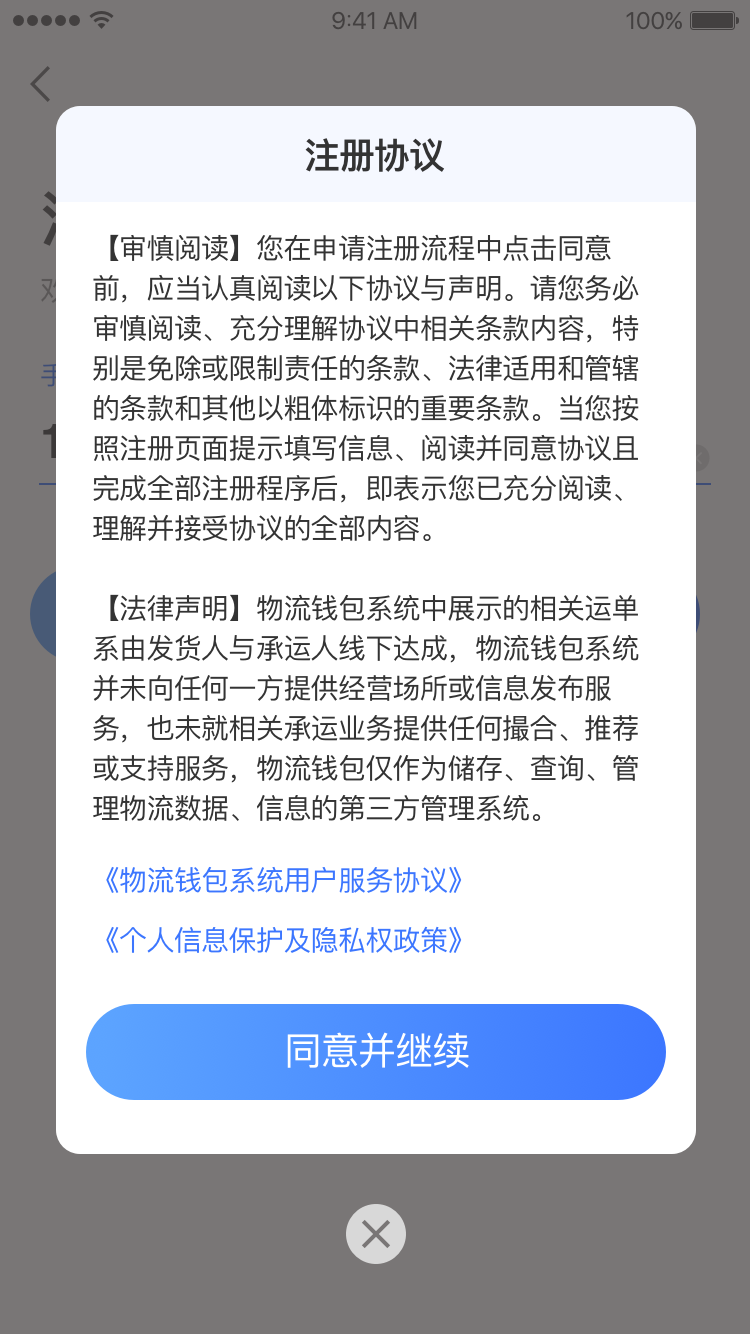 9:41 AM
100%
注册协议
【审慎阅读】您在申请注册流程中点击同意
前，应当认真阅读以下协议与声明。请您务必
审慎阅读、充分理解协议中相关条款内容，特
别是免除或限制责任的条款、法律适用和管辖
的条款和其他以粗体标识的重要条款。当您按
照注册页面提示填写信息、阅读并同意协议且
完成全部注册程序后，即表示您已充分阅读、
理解并接受协议的全部内容。
【法律声明】物流钱包系统中展示的相关运单
系由发货人与承运人线下达成，物流钱包系统
并未向任何一方提供经营场所或信息发布服
务，也未就相关承运业务提供任何撮合、推荐
或支持服务，物流钱包仅作为储存、查询、管
理物流数据、信息的第三方管理系统。
《物流钱包系统用户服务协议》
《个人信息保护及隐私权政策》
同意并继续